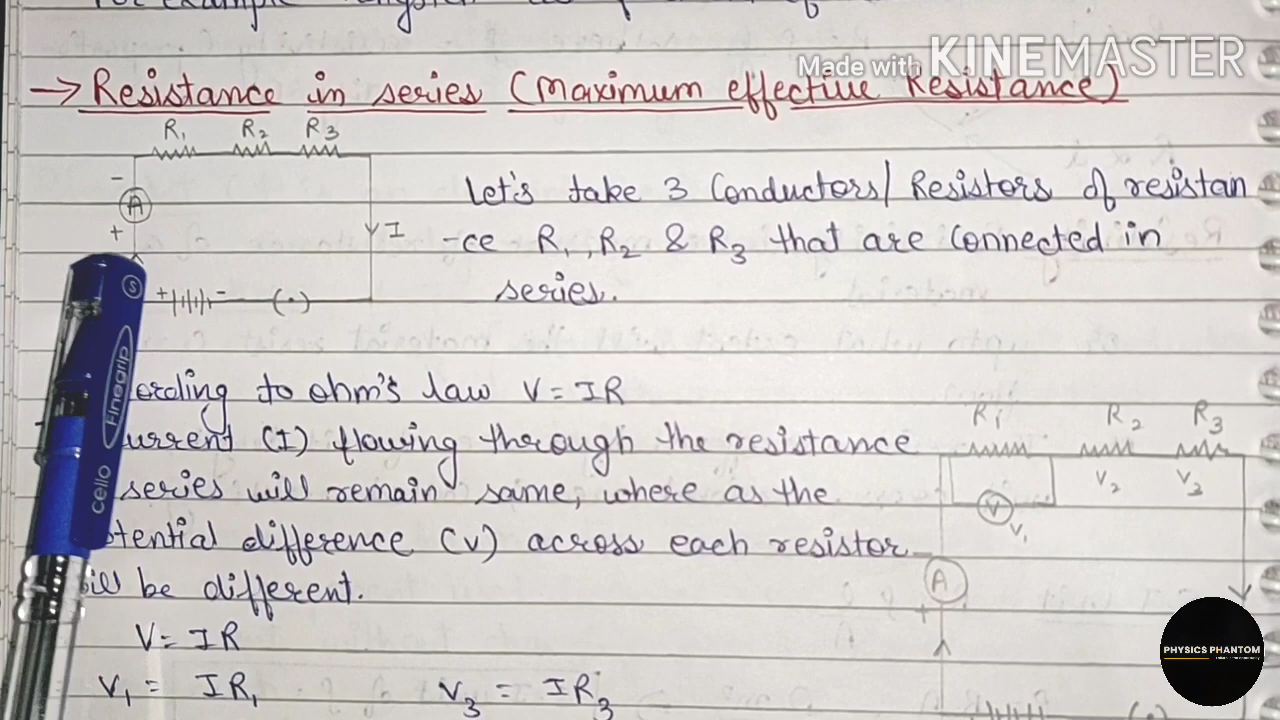 For example
Made with KINEMASTER
→ Resistance in series (Maximum effective Resistance)
R1 R2 R3
-
A
+
I
+ - (•)
Let's take 3 Conductors/Resistors of resistan
-ce R1, R2 & R3 that are connected in
series.
ording to ohm's law V = IR
urrent (I) flowing through the resistance
series will remain same, where as the
tential difference (V) across each resistor
ill be different.
V = IR
V1 = IR1 V3 = IR3
R1 R2 R3
V V1 V2 V3
A
+
S
Finegrip
cello
PHYSICS PHANTOM